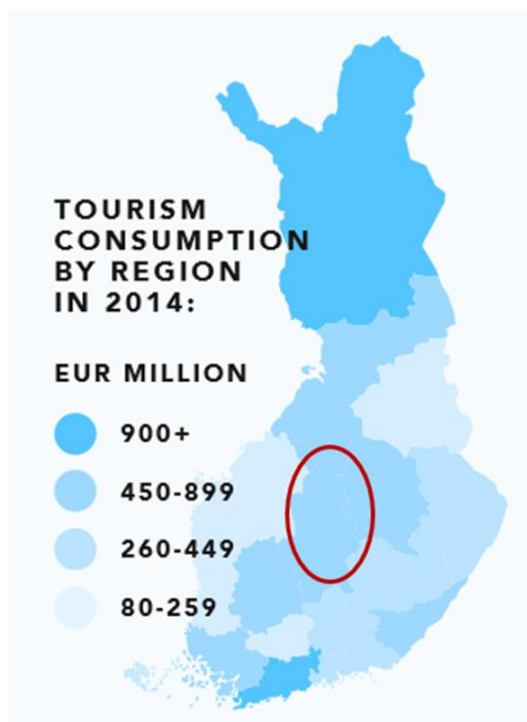 TOURISM
CONSUMPTION
BY REGION
IN 2014:
EUR MILLION
900+
450-899
260-449
80-259